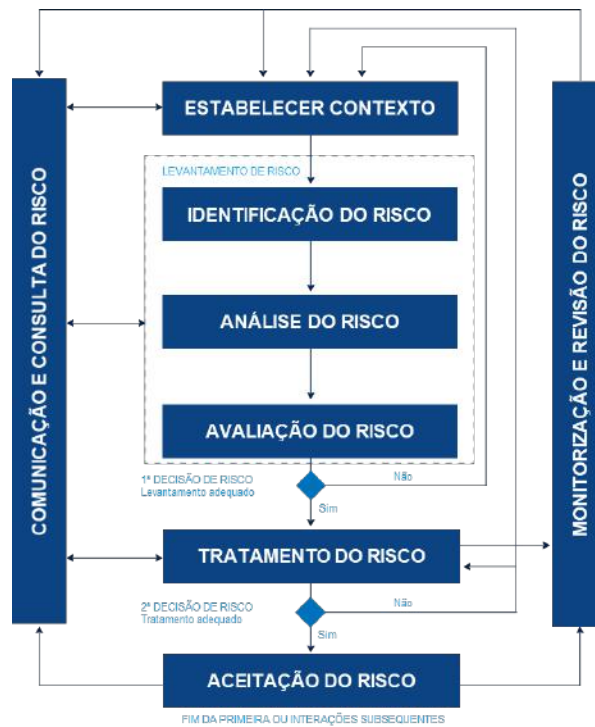 ESTABELECER CONTEXTO
LEVANTAMENTO DE RISCO
IDENTIFICAÇÃO DO RISCO
ANÁLISE DO RISCO
AVALIAÇÃO DO RISCO
1ª DECISÃO DE RISCO
Levantamento adequado
Não
Sim
TRATAMENTO DO RISCO
2ª DECISÃO DE RISCO
Tratamento adequado
Não
Sim
ACEITAÇÃO DO RISCO
FIM DA PRIMEIRA OU INTERAÇÕES SUBSEQUENTES
COMUNICAÇÃO E CONSULTA DO RISCO
MONITORIZAÇÃO E REVISÃO DO RISCO